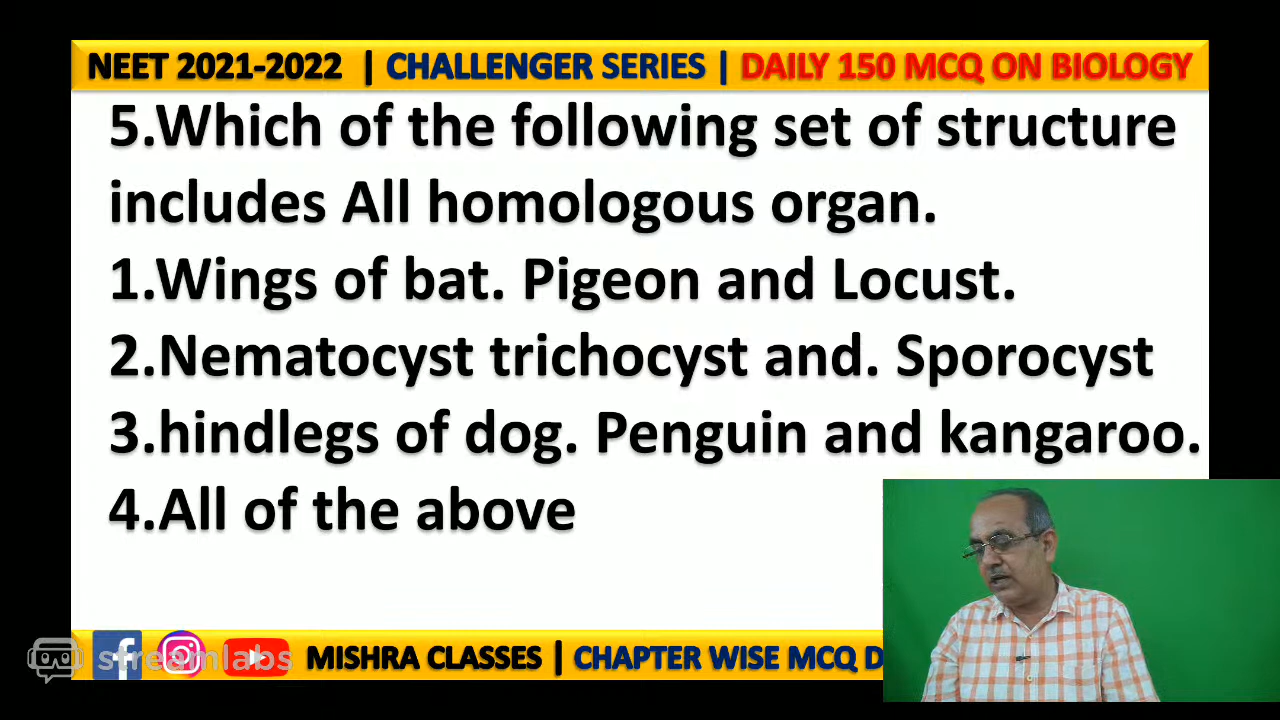 NEET 2021-2022 | CHALLENGER SERIES | DAILY 150 MCQ ON BIOLOGY
5.Which of the following set of structure
includes All homologous organ.
1.Wings of bat. Pigeon and Locust.
2.Nematocyst trichocyst and. Sporocyst
3.hindlegs of dog. Penguin and kangaroo.
4.All of the above
streamlabs
MISHRA CLASSES | CHAPTER WISE MCQ D